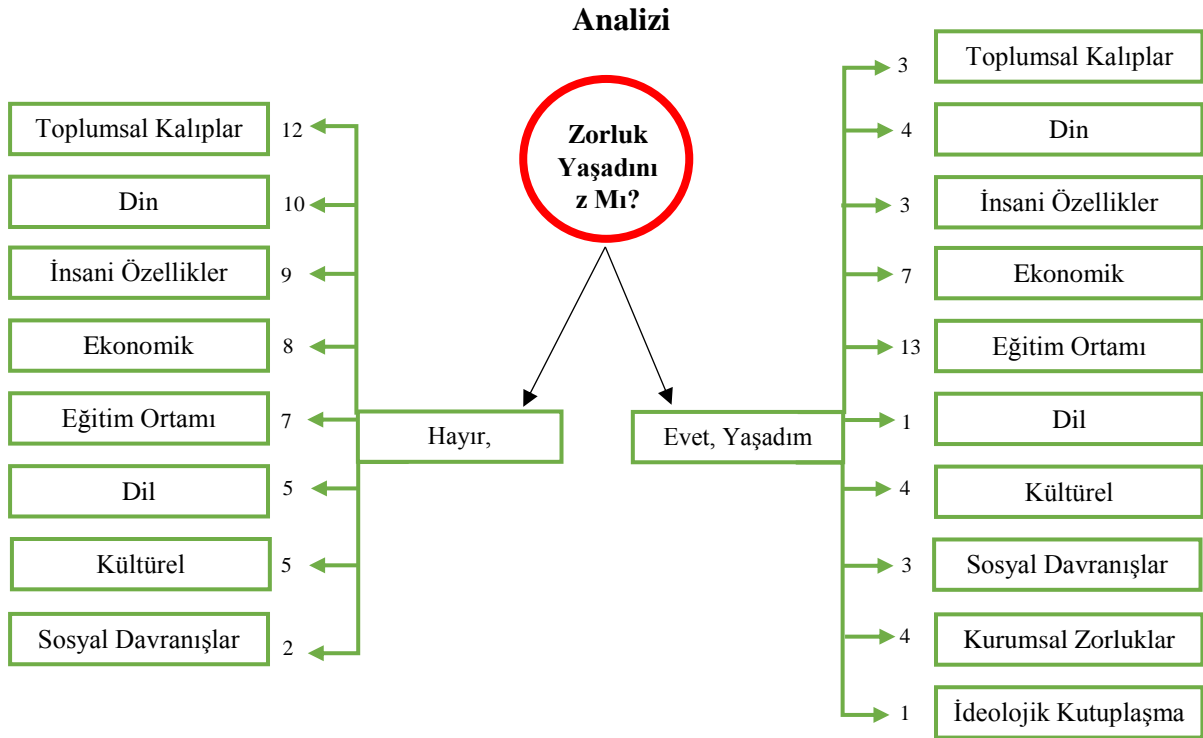 Analizi
Zorluk
Yaşadını
z Mı?
Toplumsal Kalıplar 12
Din 10
İnsani Özellikler 9
Ekonomik 8
Eğitim Ortamı 7
Dil 5
Kültürel 5
Sosyal Davranışlar 2
Hayır,
Evet, Yaşadım
3 Toplumsal Kalıplar
4 Din
3 İnsani Özellikler
7 Ekonomik
13 Eğitim Ortamı
1 Dil
4 Kültürel
3 Sosyal Davranışlar
4 Kurumsal Zorluklar
1 İdeolojik Kutuplaşma